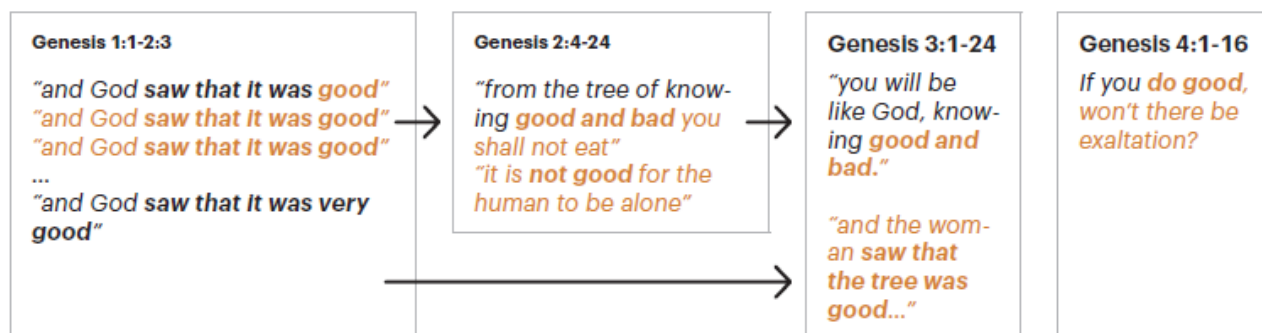 Genesis 1:1-2:3
“and God saw that it was good”
“and God saw that it was good”
“and God saw that it was good”
...
“and God saw that it was very
good”
Genesis 2:4-24
“from the tree of know-
ing good and bad you
shall not eat”
“it is not good for the
human to be alone”
Genesis 3:1-24
“you will be
like God, know-
ing good and
bad.”
“and the wom-
an saw that
the tree was
good...”
Genesis 4:1-16
If you do good,
won’t there be
exaltation?